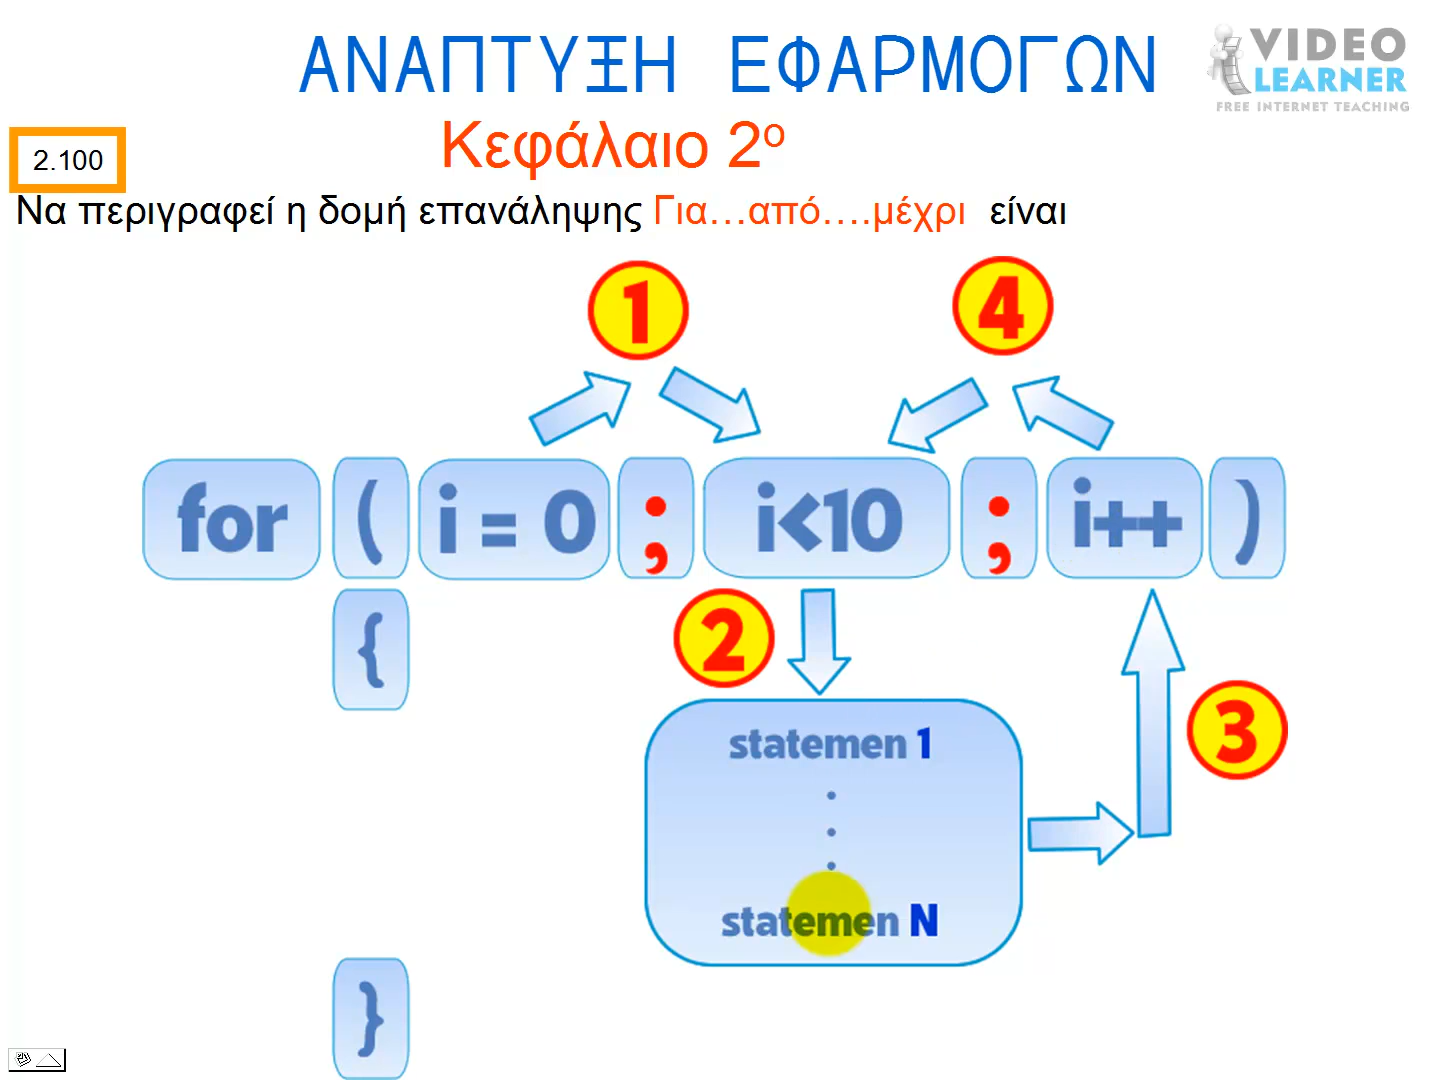 ΑΝΑΠΤΥΞΗ ΕΦΑΡΜΟΓΩΝ
VIDEO
LEARNER
FREE INTERNET TEACHING
Κεφάλαιο 2ο
2.100
Να περιγραφεί η δομή επανάληψης Για...από....μέχρι είναι
1
4
for ( i = 0 ; i<10 ; i++ )
{
2
3
statemen 1
.
.
.
statemen N
}